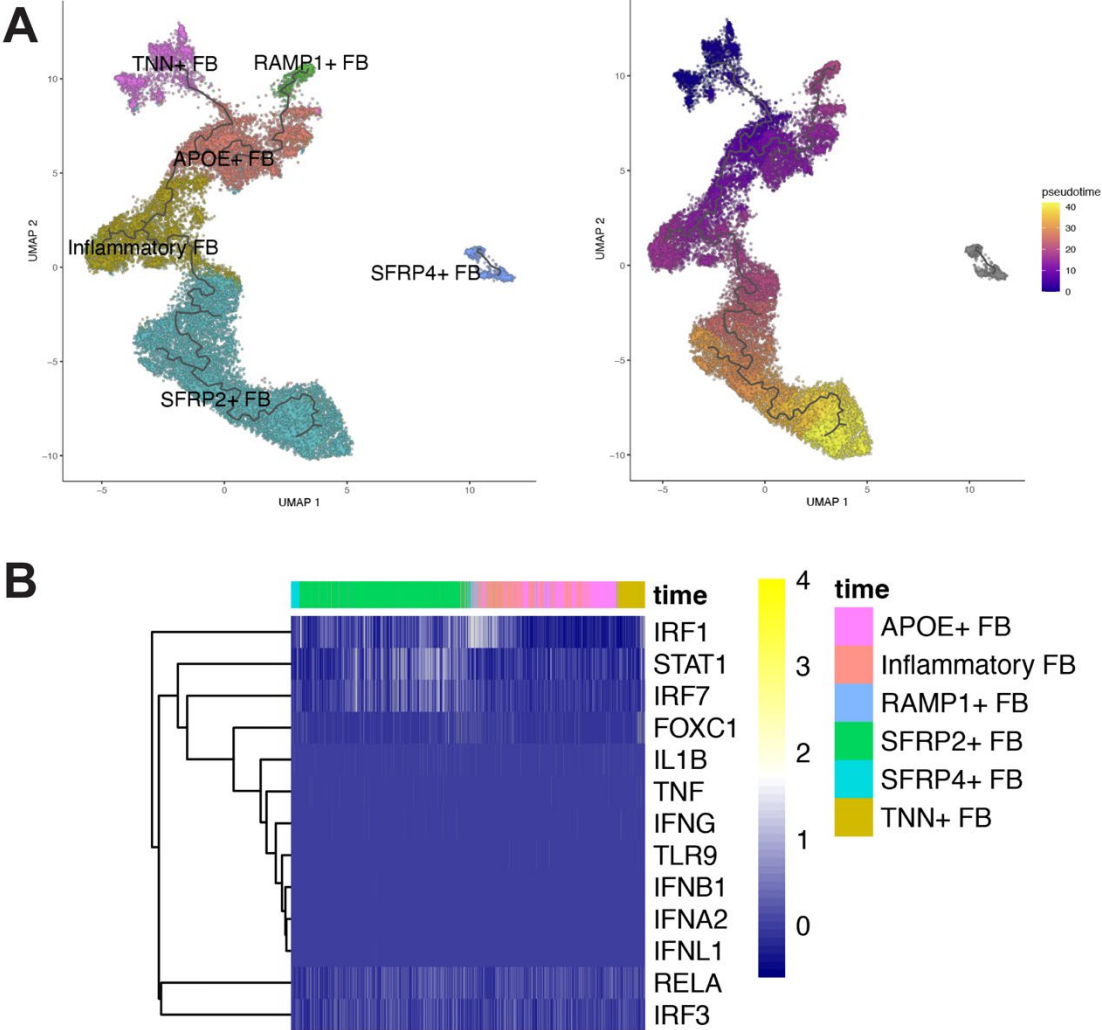 A
TNN+ FB
RAMP1+ FB
APOE+ FB
Inflammatory FB
SFRP4+ FB
SFRP2+ FB
10
5
0
−5
−10
UMAP 2
−5
0
5
10
UMAP 1
10
5
0
−5
−10
UMAP 2
−5
0
5
10
UMAP 1
pseudotime
40
30
20
10
0
B
time
IRF1
STAT1
IRF7
FOXC1
IL1B
TNF
IFNG
TLR9
IFNB1
IFNA2
IFNL1
RELA
IRF3
4
3
2
1
0
time
APOE+ FB
Inflammatory FB
RAMP1+ FB
SFRP2+ FB
SFRP4+ FB
TNN+ FB